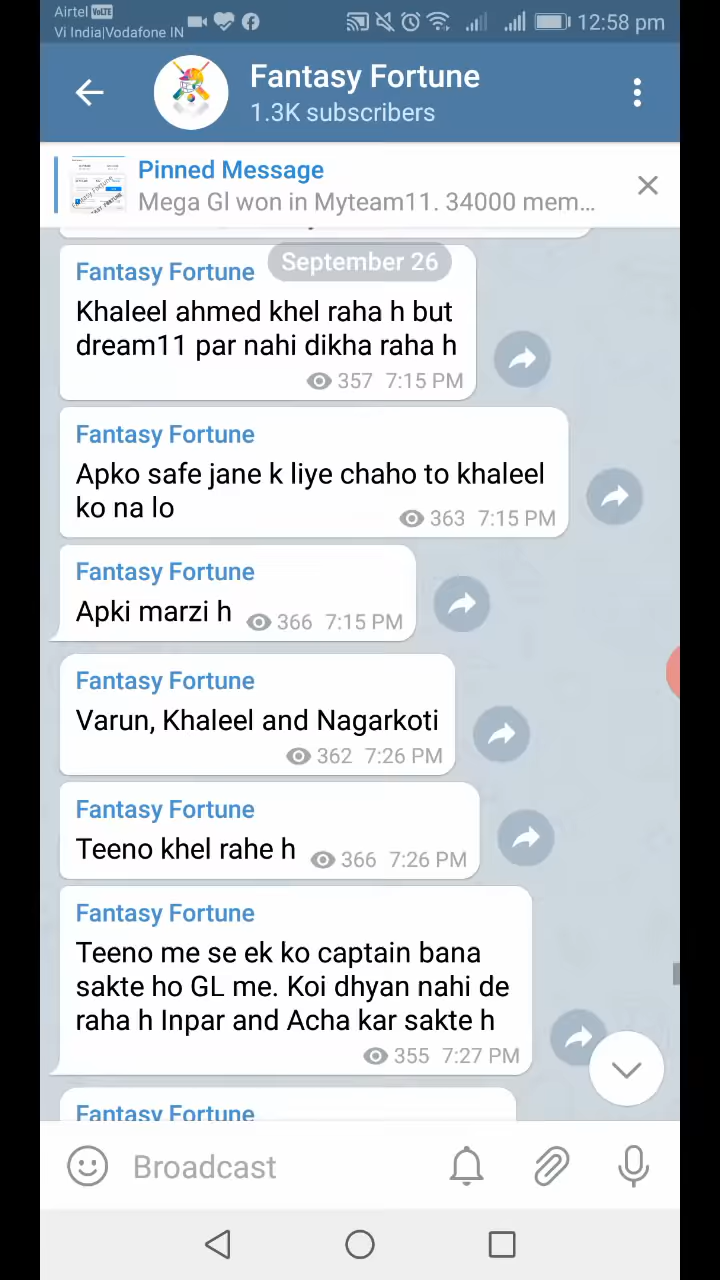 Airtel VoLTE
Vi India|Vodafone IN
12:58 pm
Fantasy Fortune
1.3K subscribers
Pinned Message
Mega Gl won in Myteam11. 34000 mem...
September 26
Fantasy Fortune
Khaleel ahmed khel raha h but
dream11 par nahi dikha raha h
357 7:15 PM
Fantasy Fortune
Apko safe jane k liye chaho to khaleel
ko na lo
363 7:15 PM
Fantasy Fortune
Apki marzi h
366 7:15 PM
Fantasy Fortune
Varun, Khaleel and Nagarkoti
362 7:26 PM
Fantasy Fortune
Teeno khel rahe h
366 7:26 PM
Fantasy Fortune
Teeno me se ek ko captain bana
sakte ho GL me. Koi dhyan nahi de
raha h Inpar and Acha kar sakte h
355 7:27 PM
Fantasy Fortune
Broadcast